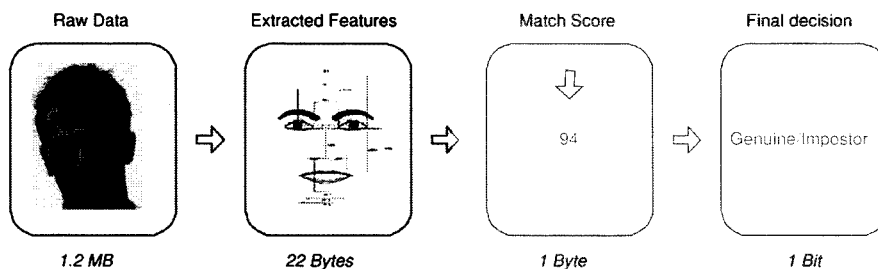 Raw Data
Extracted Features
Match Score
Final decision
94
Genuine/Impostor
1.2 MB
22 Bytes
1 Byte
1 Bit